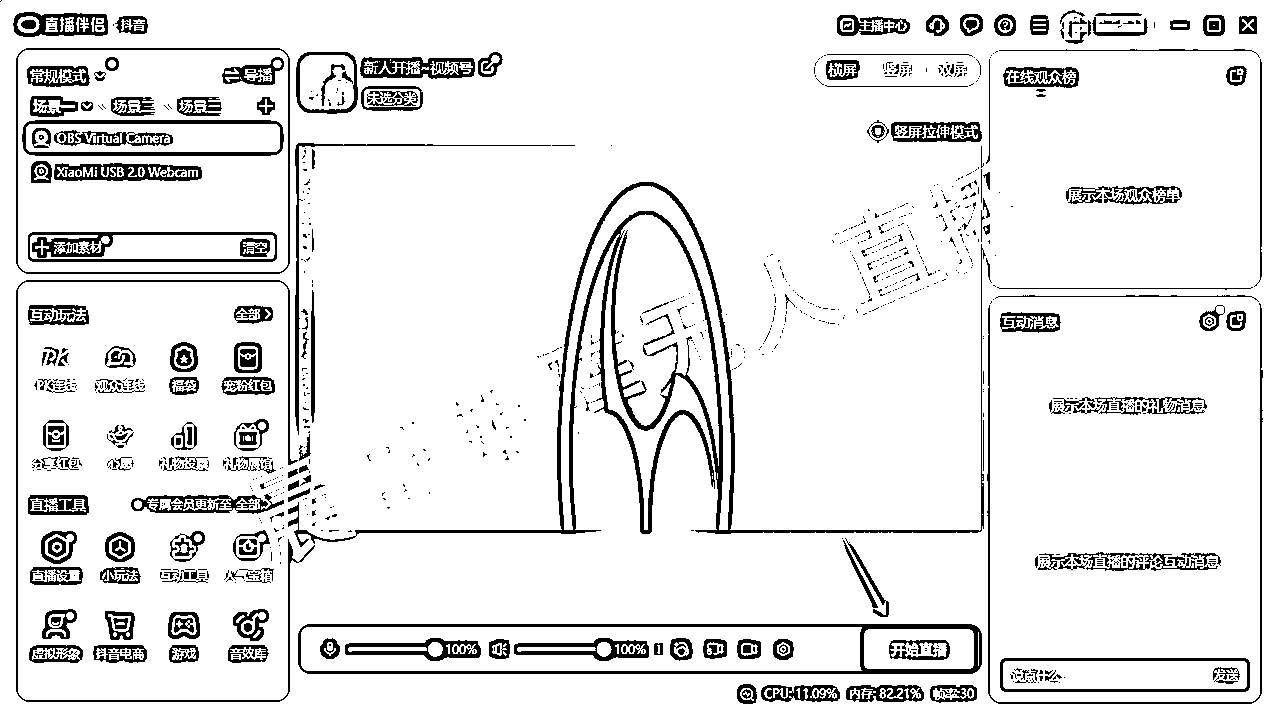 直播伴侣 抖音
主播中心
常规模式
导播
场景一 场景二 场景三
OBS Virtual Camera
XiaoMi USB 2.0 Webcam
添加素材
清空
互动玩法
全部
PK连线 观众连线 福袋 宠粉红包
分享红包 心愿 礼物投票 礼物展馆
直播工具
专属会员更新至 全部
直播设置 小玩法 互动工具 人气宝箱
虚拟形象 抖音电商 游戏 音效库
新人开播~视频号
未选分类
横屏 竖屏 双屏
竖屏拉伸模式
无人直播
100% 100%
开始直播
CPU: 11.09% 内存: 82.21% 帧率:30
在线观众榜
展示本场观众榜单
互动消息
展示本场直播的礼物消息
展示本场直播的评论互动消息
说点什么...
发送